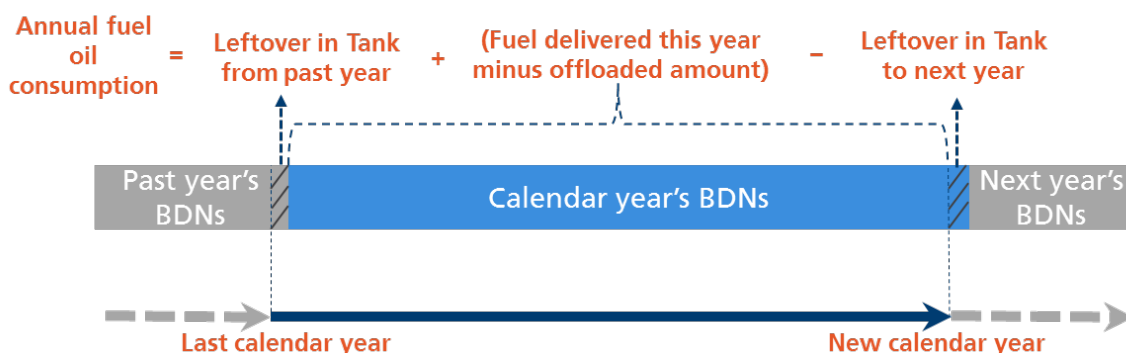 Annual fuel oil consumption = Leftover in Tank from past year + (Fuel delivered this year minus offloaded amount) - Leftover in Tank to next year
Past year's BDNs
Calendar year's BDNs
Next year's BDNs
Last calendar year
New calendar year